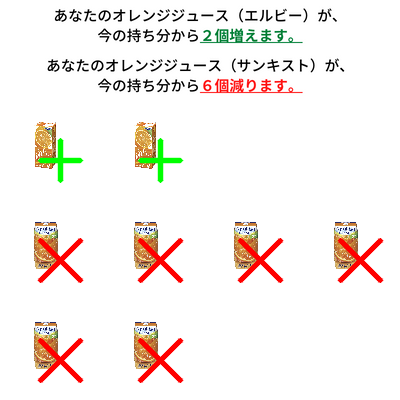 あなたのオレンジジュース（エルビー）が、
今の持ち分から２個増えます。
あなたのオレンジジュース（サンキスト）が、
今の持ち分から６個減ります。